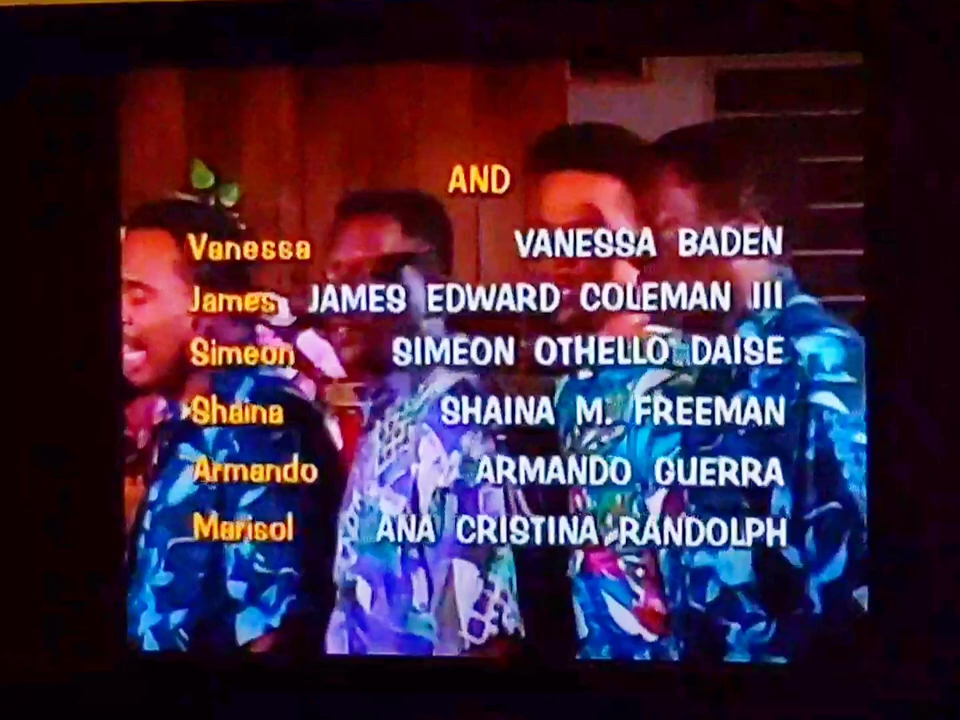 AND
Vanessa VANESSA BADEN
James JAMES EDWARD COLEMAN III
Simeon SIMEON OTHELLO DAISE
Shaina SHAINA M. FREEMAN
Armando ARMANDO GUERRA
Marisol ANA CRISTINA RANDOLPH